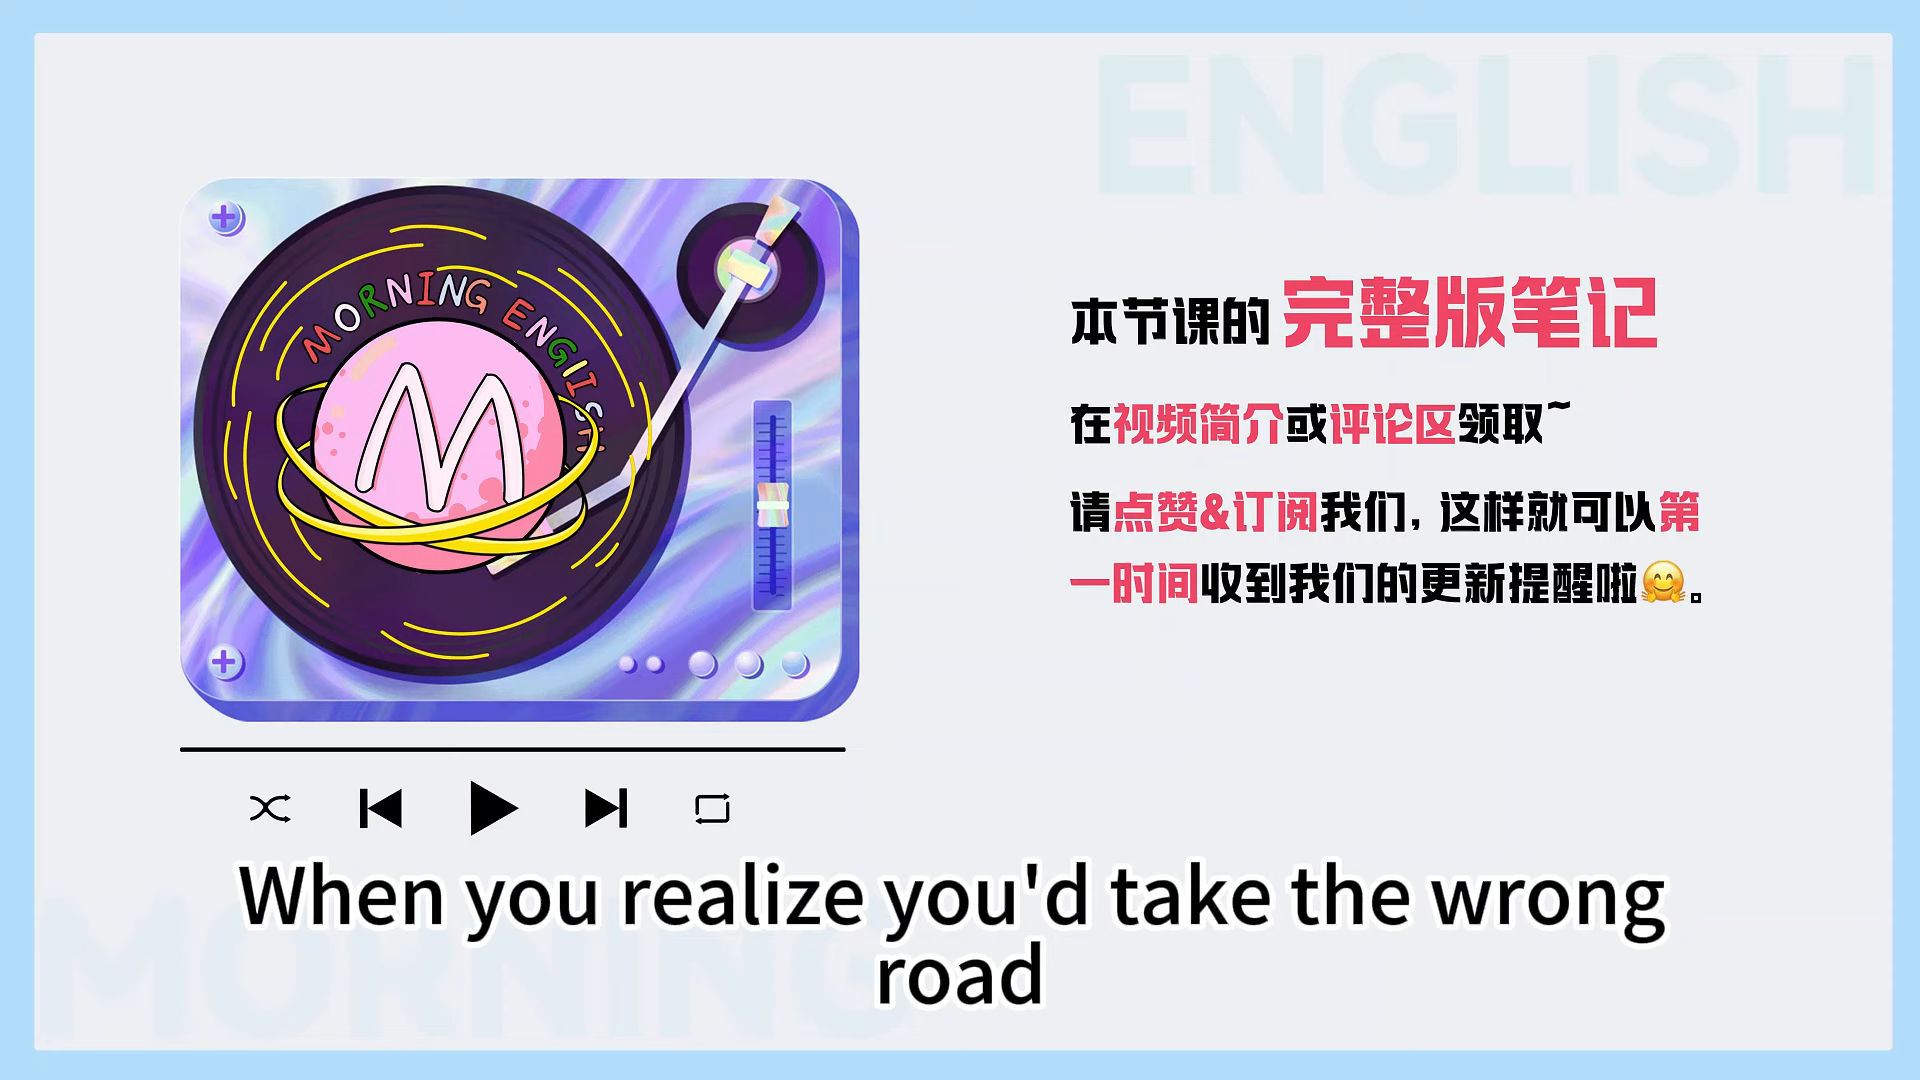 ENGLISH
MORNING ENGLISH
M
本节课的 完整版笔记
在视频简介或评论区领取~
请点赞&订阅我们，这样就可以第
一时间收到我们的更新提醒啦🤗。
MORNING
When you realize you'd take the wrong
road